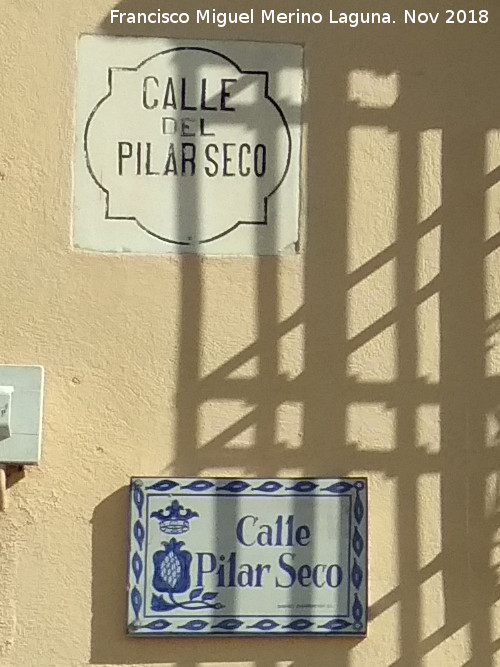 Francisco Miguel Merino Laguna. Nov 2018
CALLE
DEL
PILAR SECO
Calle
Pilar Seco